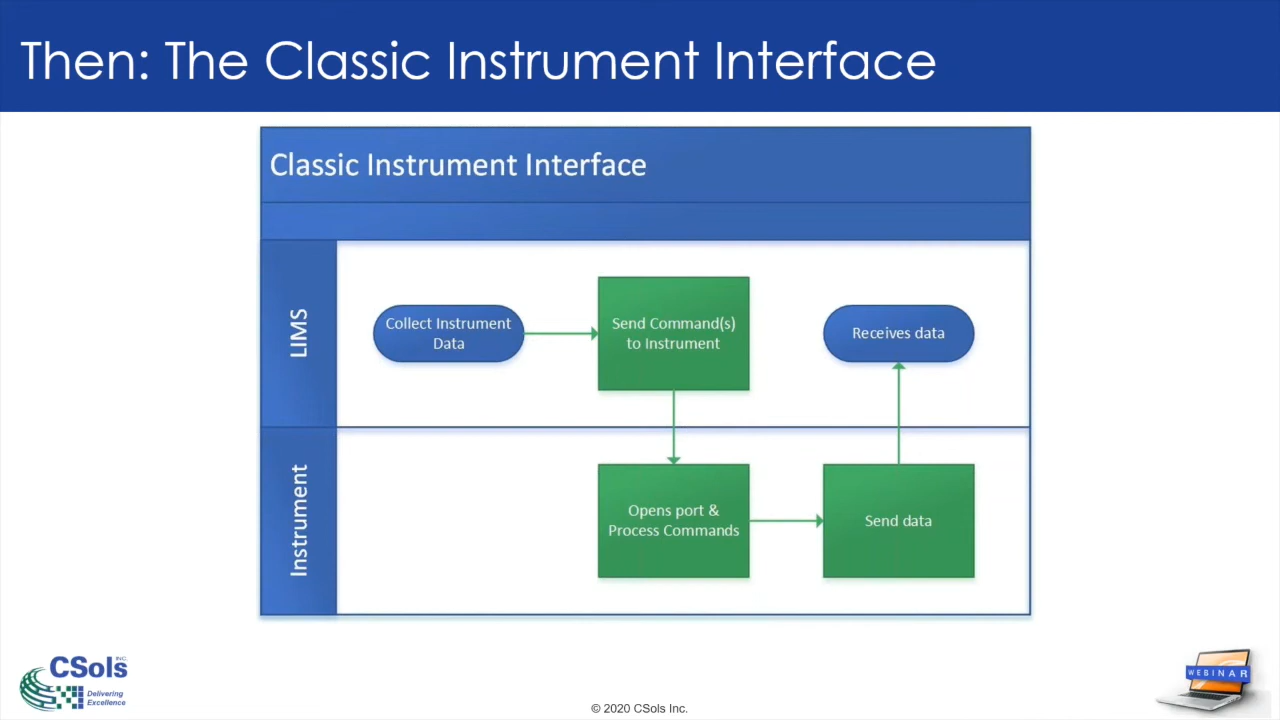 Then: The Classic Instrument Interface
Classic Instrument Interface
LIMS
Collect Instrument
Data
Send Command(s)
to Instrument
Receives data
Instrument
Opens port &
Process Commands
Send data
CSols INC.
Delivering
Excellence
© 2020 CSols Inc.
WEBINAR